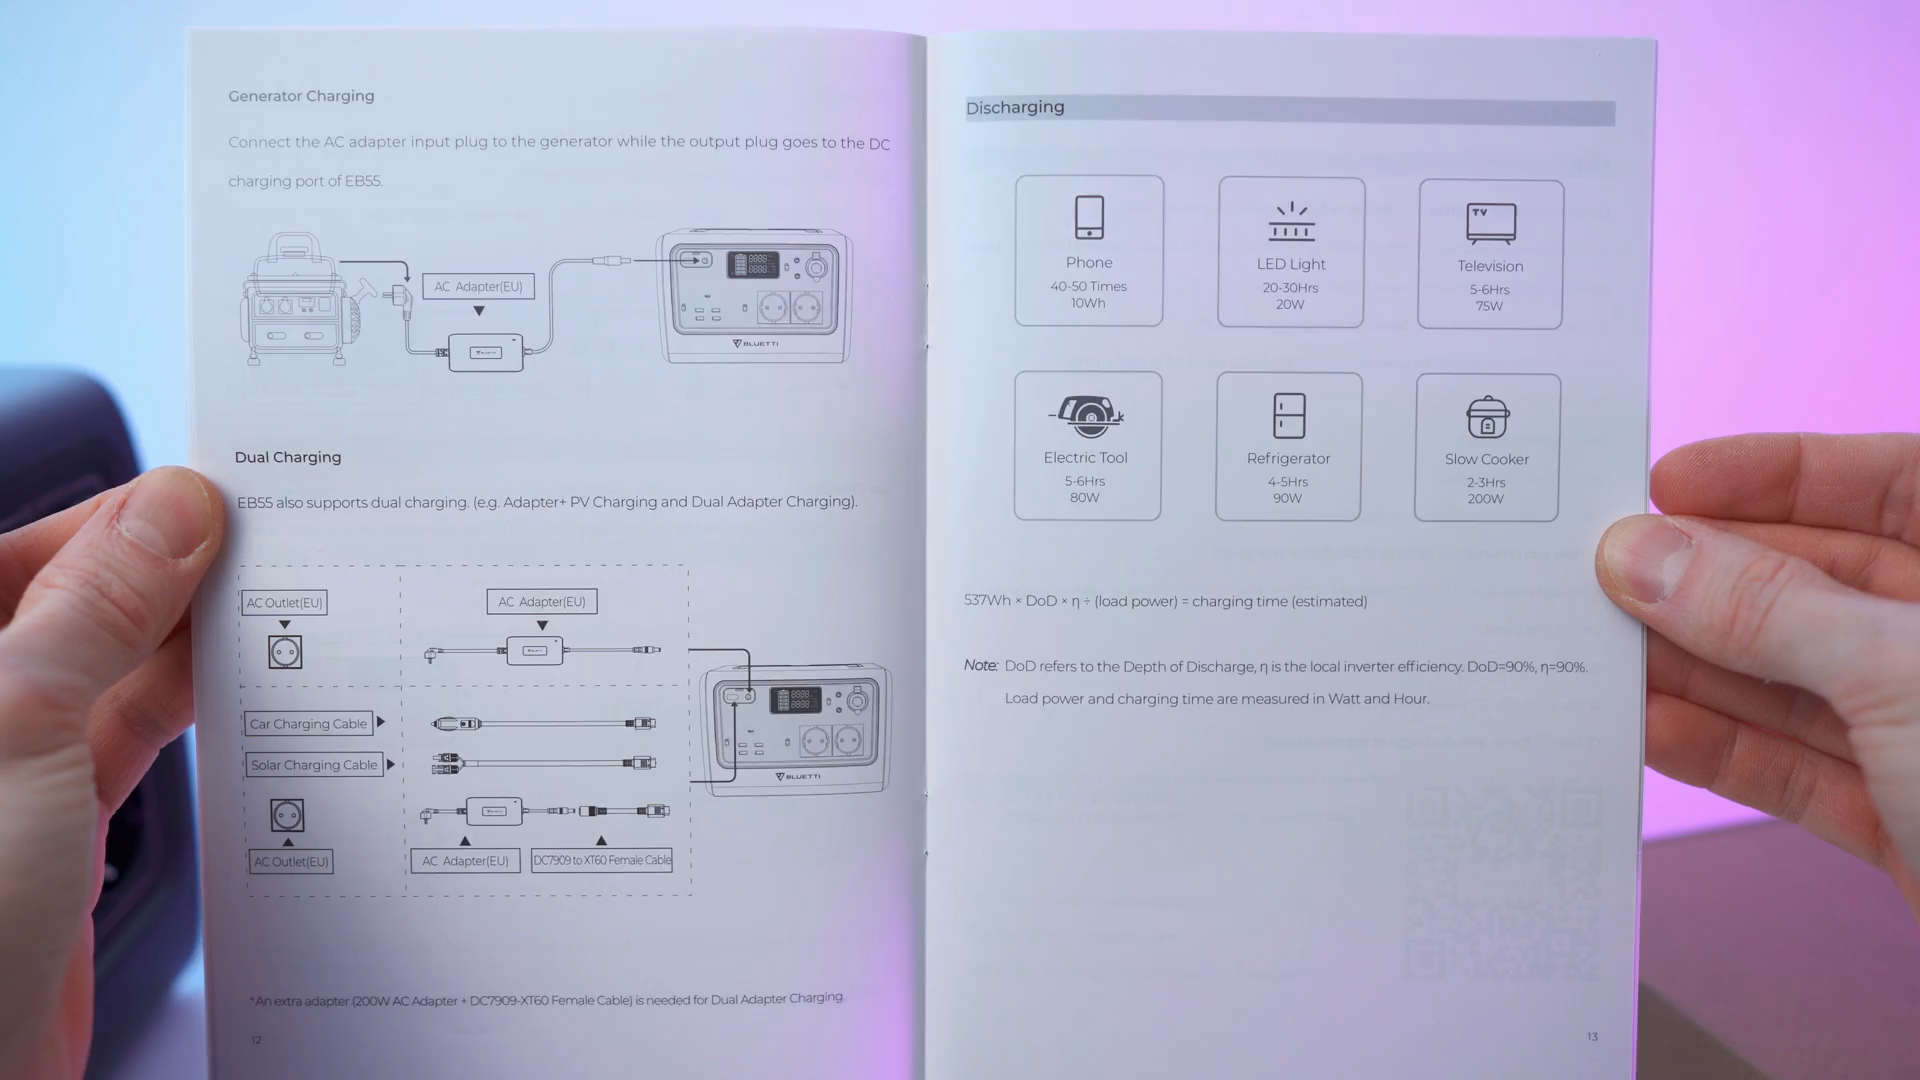 Generator Charging
Connect the AC adapter input plug to the generator while the output plug goes to the DC
charging port of EB55.
AC Adapter(EU)
BLUETTI
BLUETTI
Dual Charging
EB55 also supports dual charging. (e.g. Adapter+ PV Charging and Dual Adapter Charging).
AC Outlet(EU)
AC Adapter(EU)
Car Charging Cable
Solar Charging Cable
BLUETTI
AC Outlet(EU)
AC Adapter(EU)
DC7909 to XT60 Female Cable
*An extra adapter (200W AC Adapter + DC7909-XT60 Female Cable) is needed for Dual Adapter Charging.
12
Discharging
Phone
40-50 Times
10Wh
LED Light
20-30Hrs
20W
TV
Television
5-6Hrs
75W
Electric Tool
5-6Hrs
80W
Refrigerator
4-5Hrs
90W
Slow Cooker
2-3Hrs
200W
537Wh × DoD × η ÷ (load power) = charging time (estimated)
Note: DoD refers to the Depth of Discharge, η is the local inverter efficiency. DoD=90%, η=90%.
Load power and charging time are measured in Watt and Hour.
13